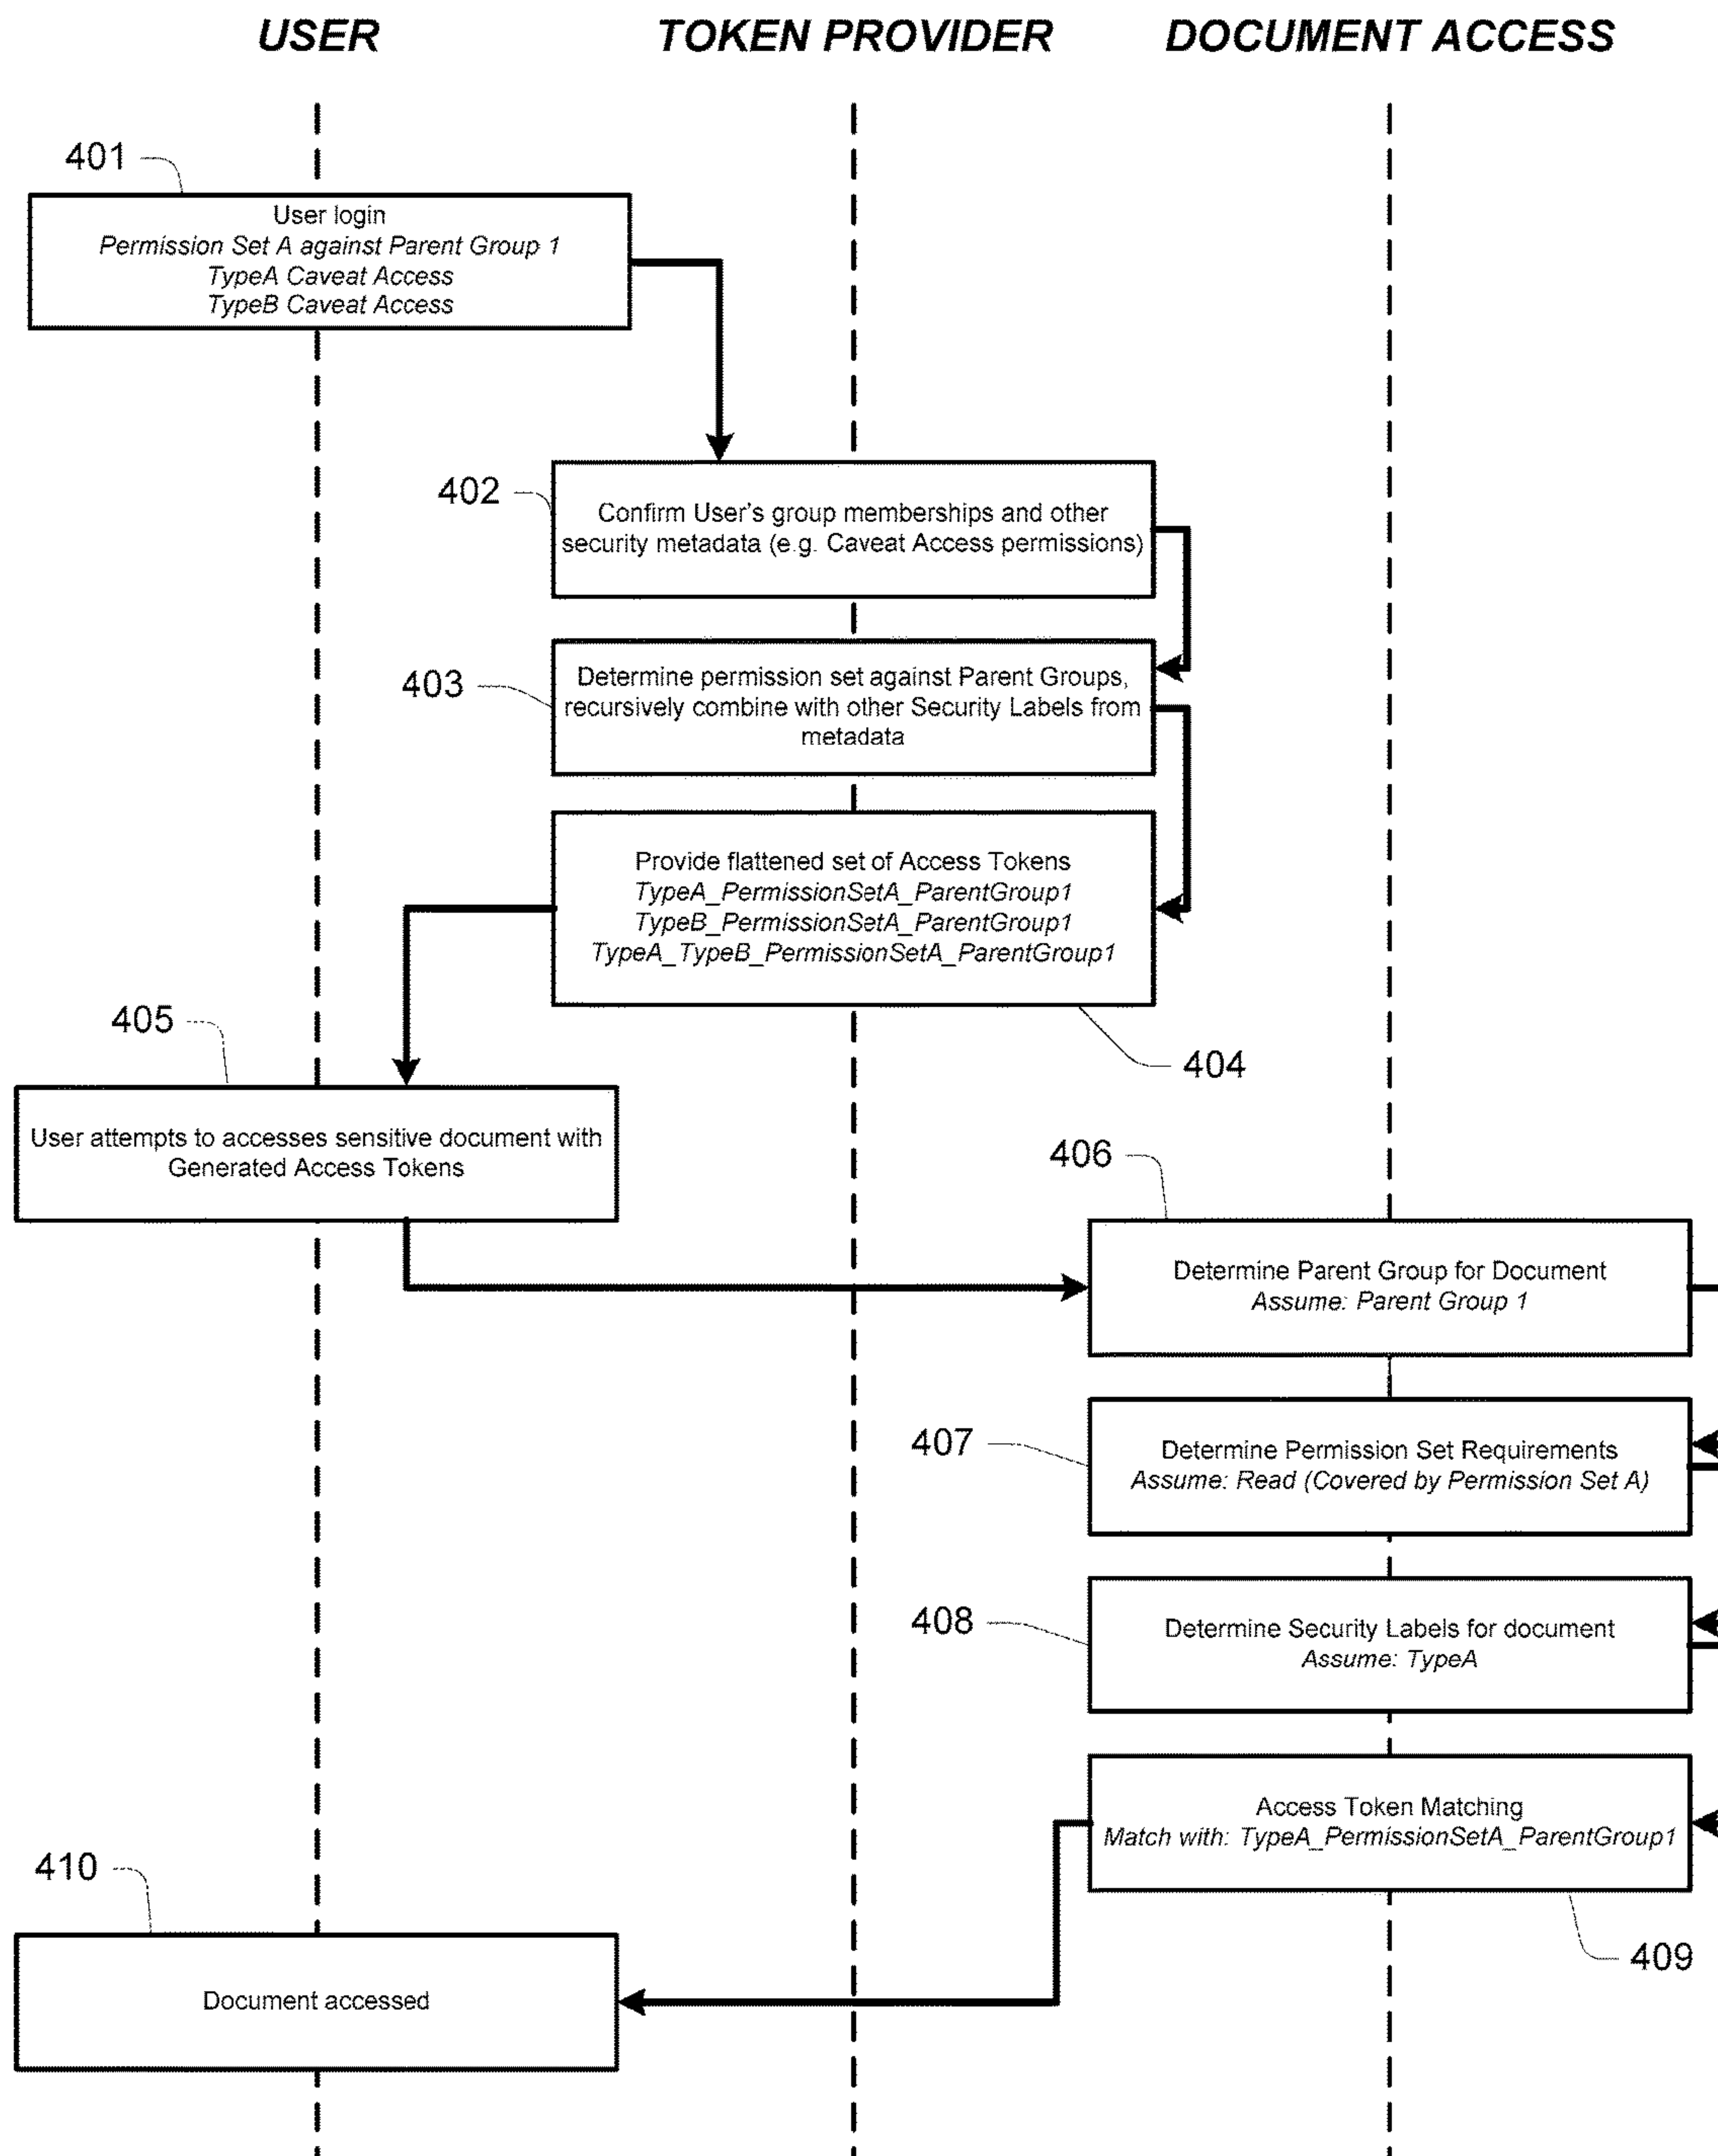 USER
TOKEN PROVIDER
DOCUMENT ACCESS
401
User login
Permission Set A against Parent Group 1
TypeA Caveat Access
TypeB Caveat Access
402
Confirm User's group memberships and other
security metadata (e.g. Caveat Access permissions)
403
Determine permission set against Parent Groups,
recursively combine with other Security Labels from
metadata
Provide flattened set of Access Tokens
TypeA_PermissionSetA_ParentGroup1
TypeB_PermissionSetA_ParentGroup1
TypeA_TypeB_PermissionSetA_ParentGroup1
404
405
User attempts to accesses sensitive document with
Generated Access Tokens
406
Determine Parent Group for Document
Assume: Parent Group 1
407
Determine Permission Set Requirements
Assume: Read (Covered by Permission Set A)
408
Determine Security Labels for document
Assume: TypeA
Access Token Matching
Match with: TypeA_PermissionSetA_ParentGroup1
409
410
Document accessed